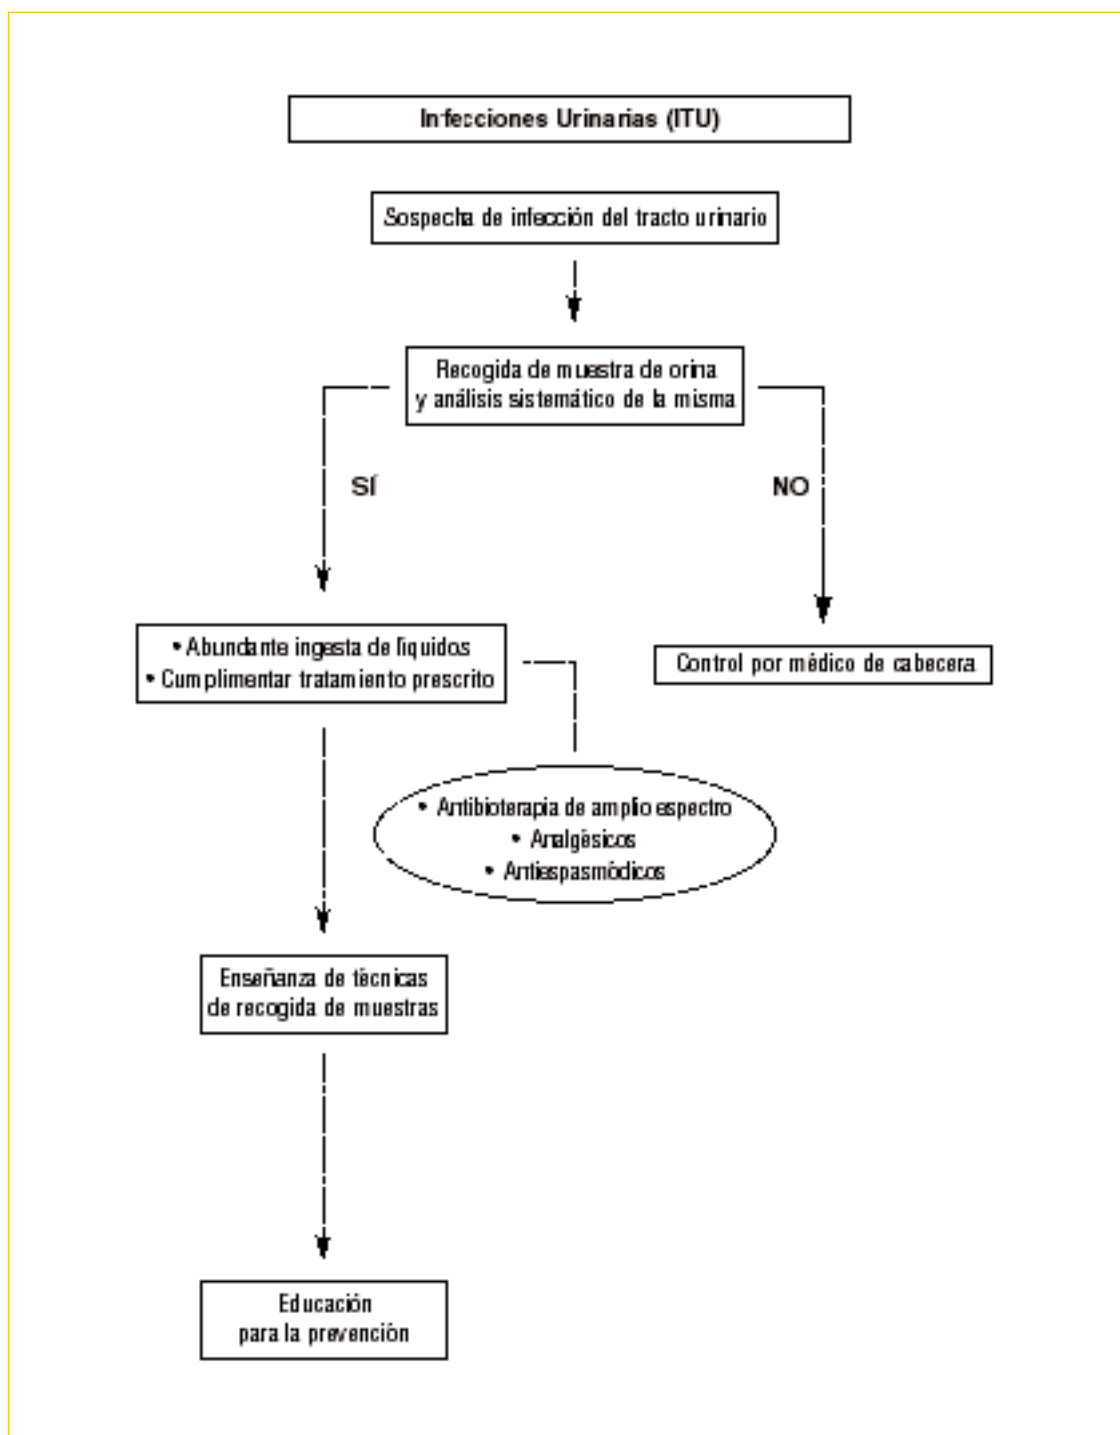 Infecciones Urinarias (ITU)
Sospecha de infección del tracto urinario
Recogida de muestra de orina
y análisis sistemático de la misma
SÍ
NO
• Abundante ingesta de líquidos
• Cumplimentar tratamiento prescrito
Control por médico de cabecera
• Antibioterapia de amplio espectro
• Analgésicos
• Antiespasmódicos
Enseñanza de técnicas
de recogida de muestras
Educación
para la prevención